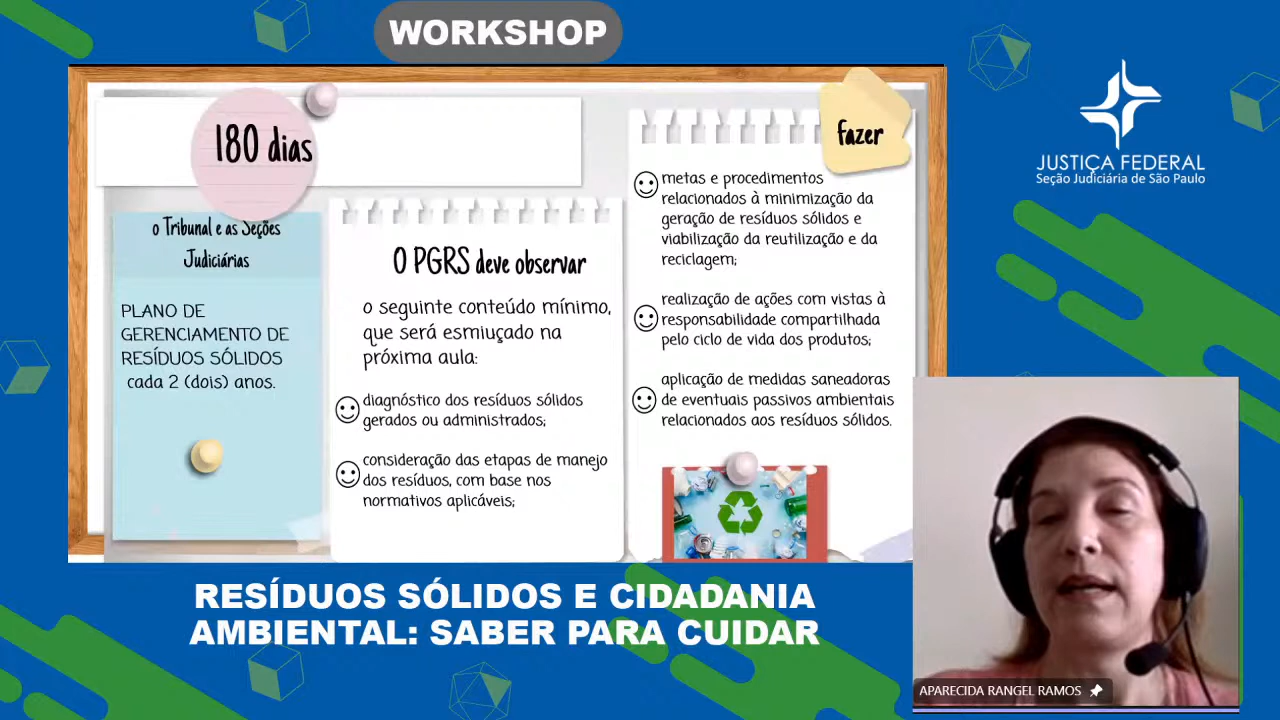 WORKSHOP
180 dias
o Tribunal e as Seções
Judiciárias
PLANO DE
GERENCIAMENTO DE
RESÍDUOS SÓLIDOS
cada 2 (dois) anos.
O PGRS deve observar
o seguinte conteúdo mínimo,
que será esmiuçado na
próxima aula:
diagnóstico dos resíduos sólidos
gerados ou administrados;
consideração das etapas de manejo
dos resíduos, com base nos
normativos aplicáveis;
fazer
metas e procedimentos
relacionados à minimização da
geração de resíduos sólidos e
viabilização da reutilização e da
reciclagem;
realização de ações com vistas à
responsabilidade compartilhada
pelo ciclo de vida dos produtos;
aplicação de medidas saneadoras
de eventuais passivos ambientais
relacionados aos resíduos sólidos.
JUSTIÇA FEDERAL
Seção Judiciária de São Paulo
RESÍDUOS SÓLIDOS E CIDADANIA
AMBIENTAL: SABER PARA CUIDAR
APARECIDA RANGEL RAMOS